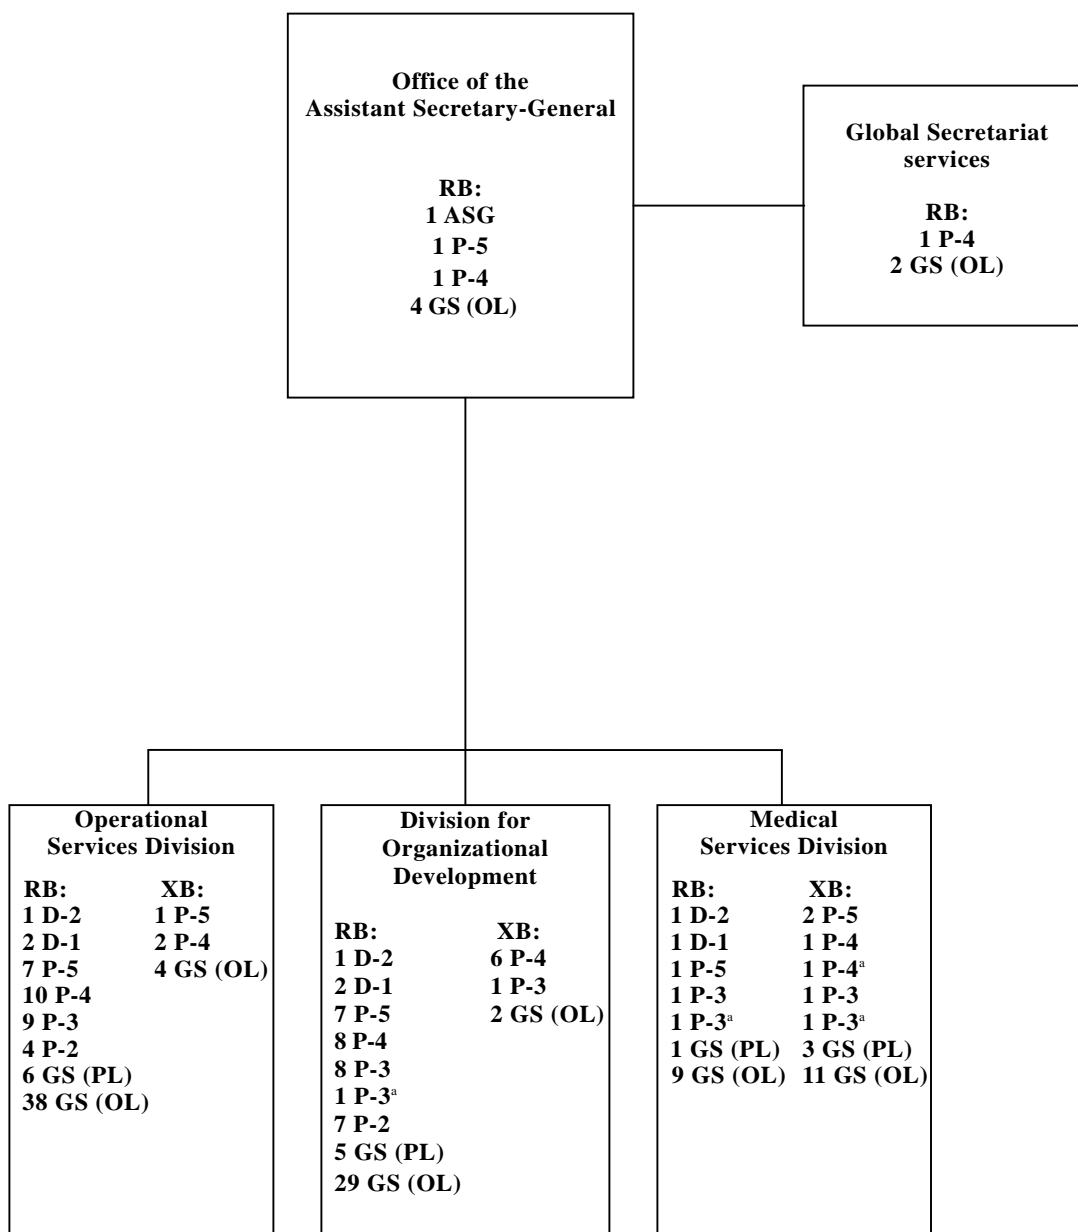 Office of the
Assistant Secretary-General
RB:
1 ASG
1 P-5
1 P-4
4 GS (OL)
Global Secretariat
services
RB:
1 P-4
2 GS (OL)
Operational
Services Division
RB:
1 D-2
2 D-1
7 P-5
10 P-4
9 P-3
4 P-2
6 GS (PL)
38 GS (OL)
XB:
1 P-5
2 P-4
4 GS (OL)
Division for
Organizational
Development
RB:
1 D-2
2 D-1
7 P-5
8 P-4
8 P-3
1 P-3ᵃ
7 P-2
5 GS (PL)
29 GS (OL)
XB:
6 P-4
1 P-3
2 GS (OL)
Medical
Services Division
RB:
1 D-2
1 D-1
1 P-5
1 P-3
1 P-3ᵃ
1 GS (PL)
9 GS (OL)
XB:
2 P-5
1 P-4
1 P-4ᵃ
1 P-3
1 P-3ᵃ
3 GS (PL)
11 GS (OL)